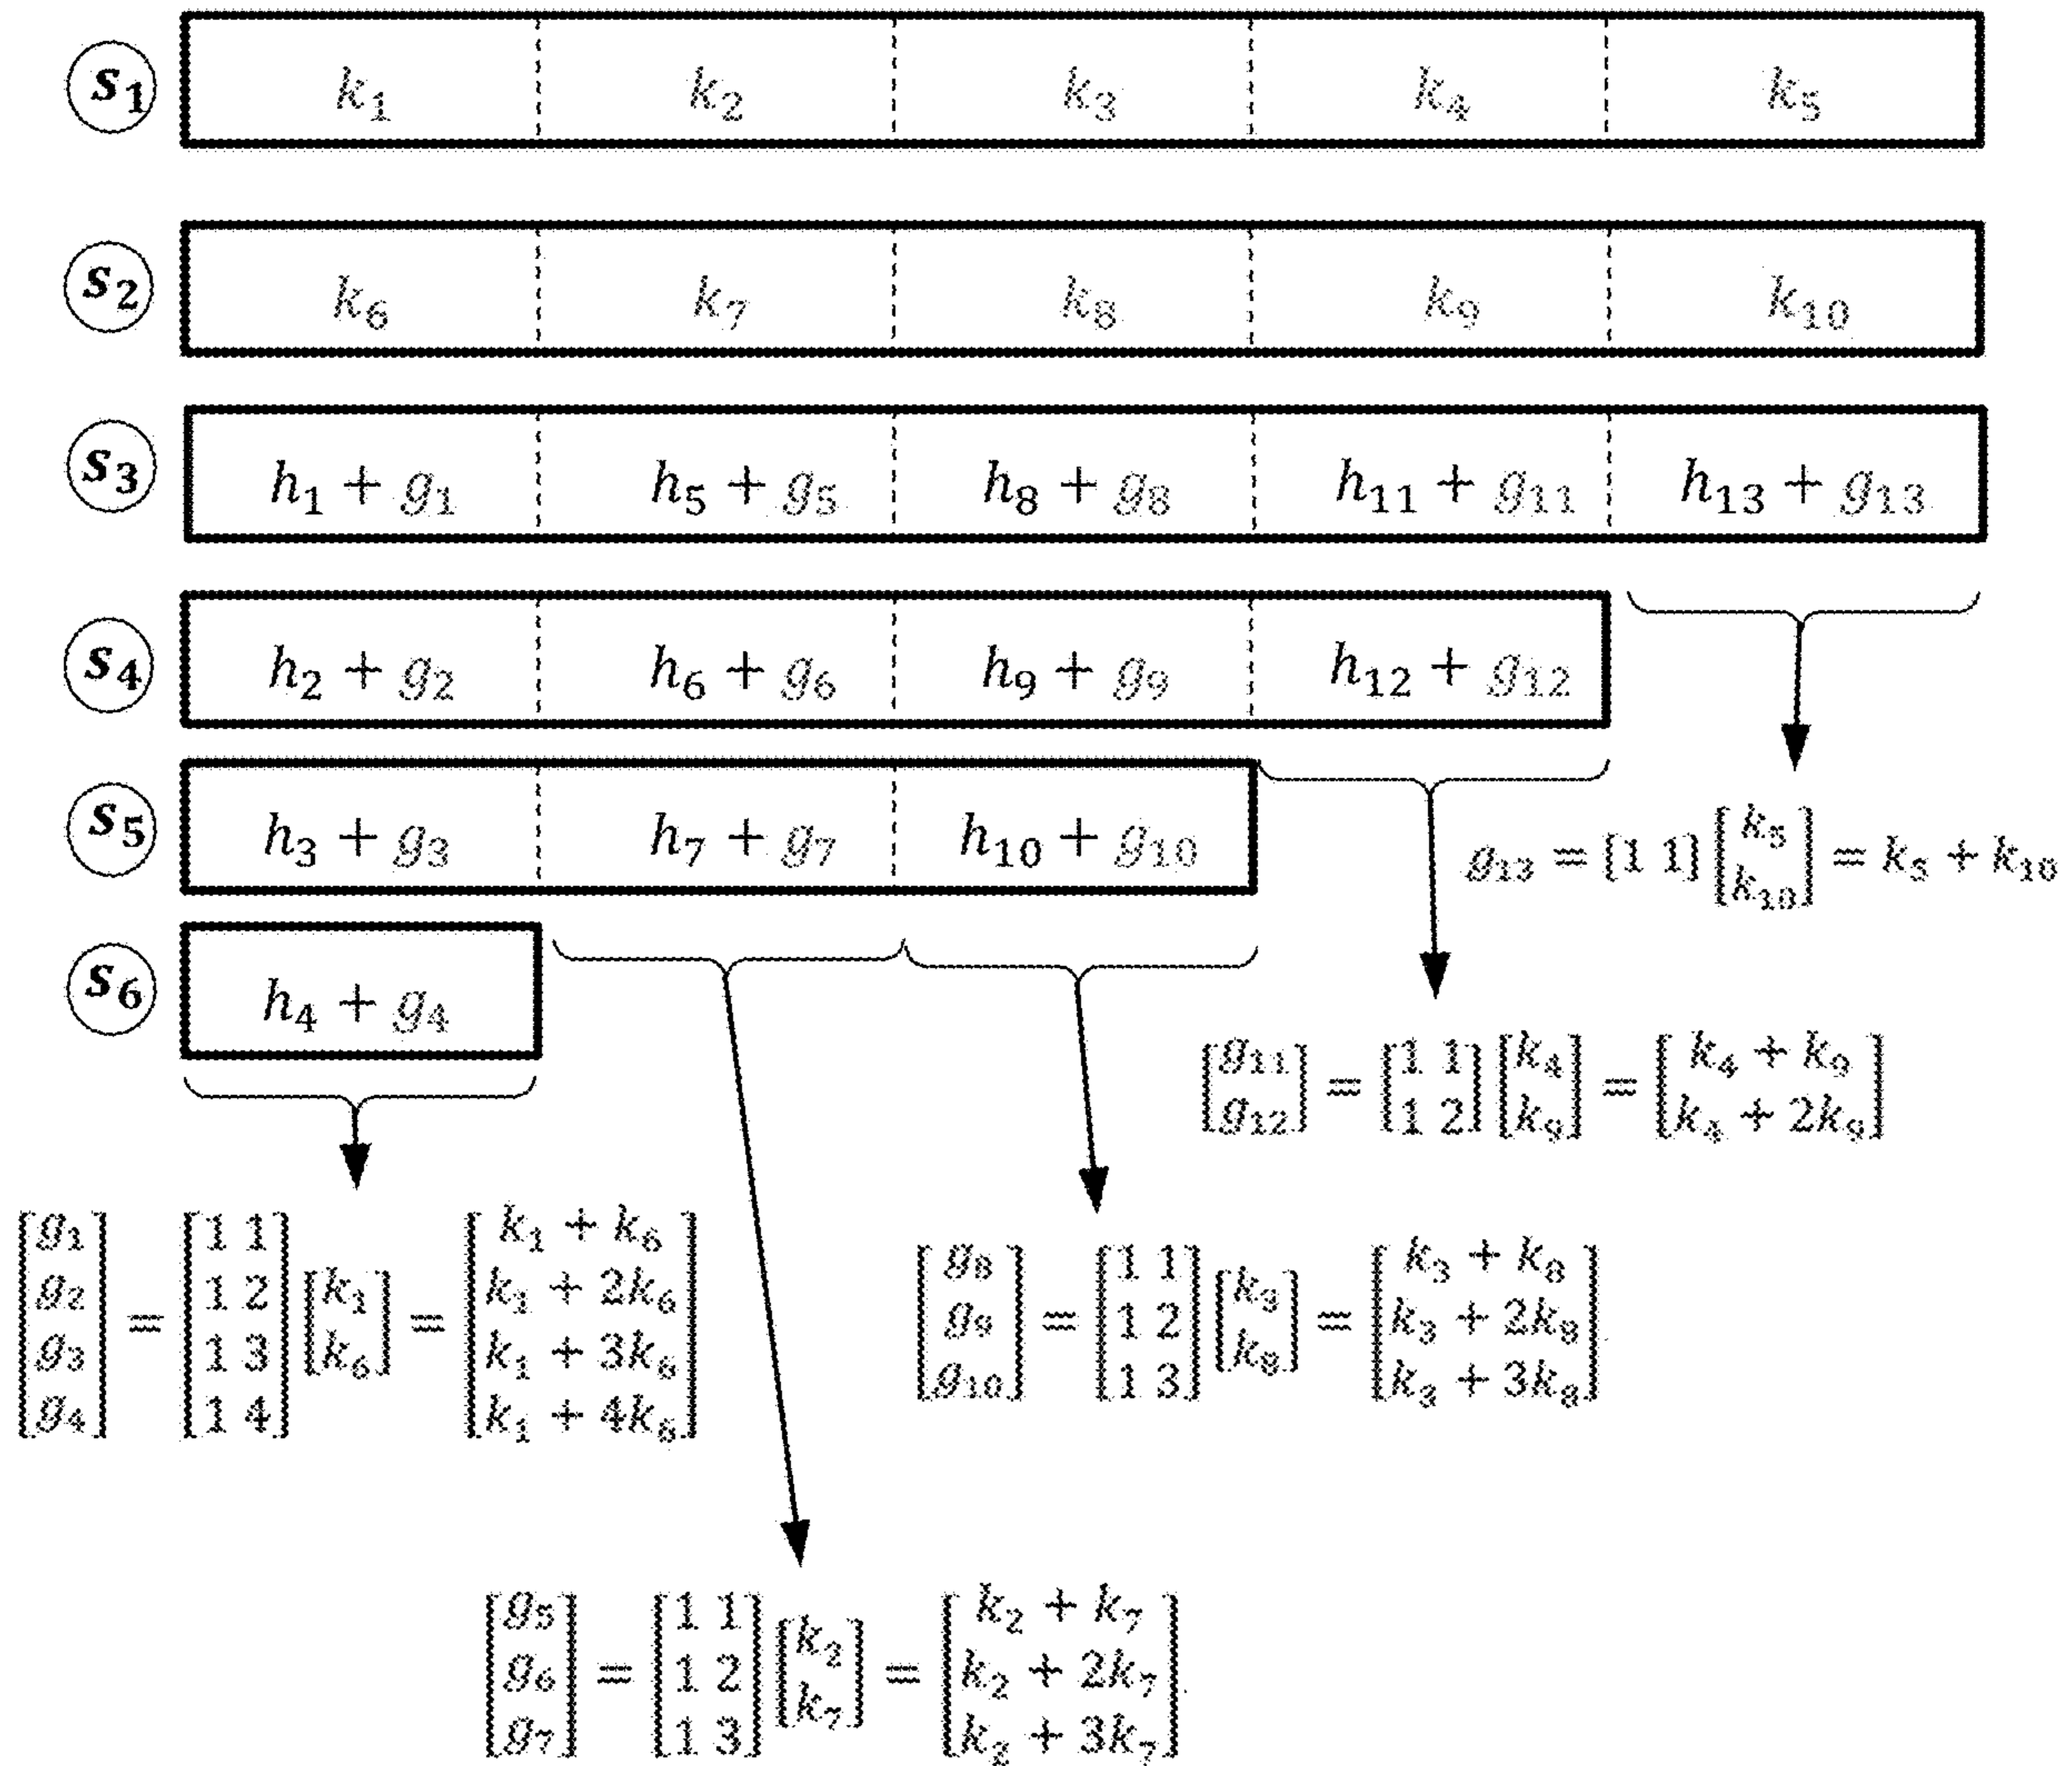 s₁ k₁ k₂ k₃ k₄ k₅
s₂ k₆ k₇ k₈ k₉ k₁₀
s₃ h₁ + g₁ h₅ + g₅ h₈ + g₈ h₁₁ + g₁₁ h₁₃ + g₁₃
s₄ h₂ + g₂ h₆ + g₆ h₉ + g₉ h₁₂ + g₁₂
s₅ h₃ + g₃ h₇ + g₇ h₁₀ + g₁₀
g₁₃ = [1 1] [k₅ k₁₀] = k₅ + k₁₀
s₆ h₄ + g₄
[g₁₁ g₁₂] = [1 1 1 2] [k₄ k₉] = [k₄ + k₉ k₄ + 2k₉]
[g₁ g₂ g₃ g₄] = [1 1 1 2 1 3 1 4] [k₁ k₆] = [k₁ + k₆ k₁ + 2k₆ k₁ + 3k₆ k₁ + 4k₆]
[g₈ g₉ g₁₀] = [1 1 1 2 1 3] [k₃ k₈] = [k₃ + k₈ k₃ + 2k₈ k₃ + 3k₈]
[g₅ g₆ g₇] = [1 1 1 2 1 3] [k₂ k₇] = [k₂ + k₇ k₂ + 2k₇ k₂ + 3k₇]